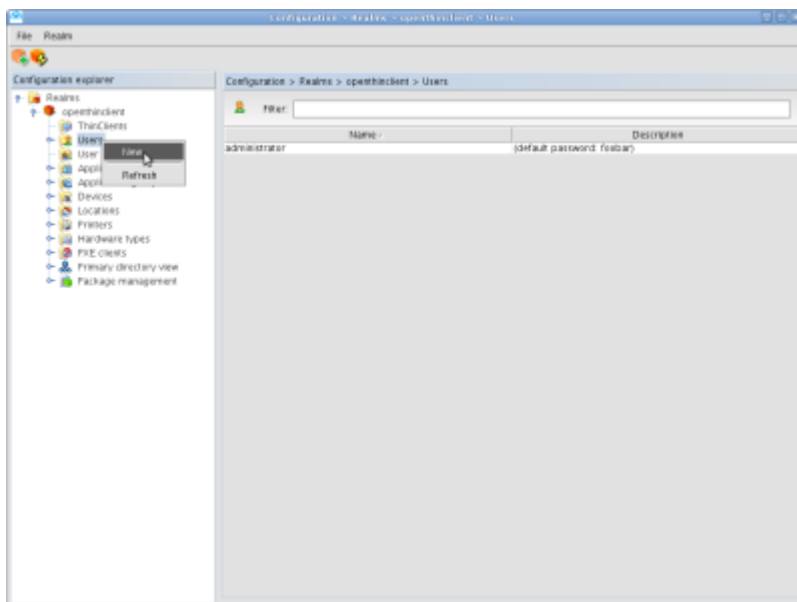 Configuration > Realms > openthinclient > Users
File Realm
Configuration explorer
Configuration > Realms > openthinclient > Users
Realms
openthinclient
ThinClients
Users
User
Devices
Locations
Printers
Hardware types
PXE clients
Primary directory view
Package management
New
Refresh
Filter:
Name Description
administrator (default password: foobar)